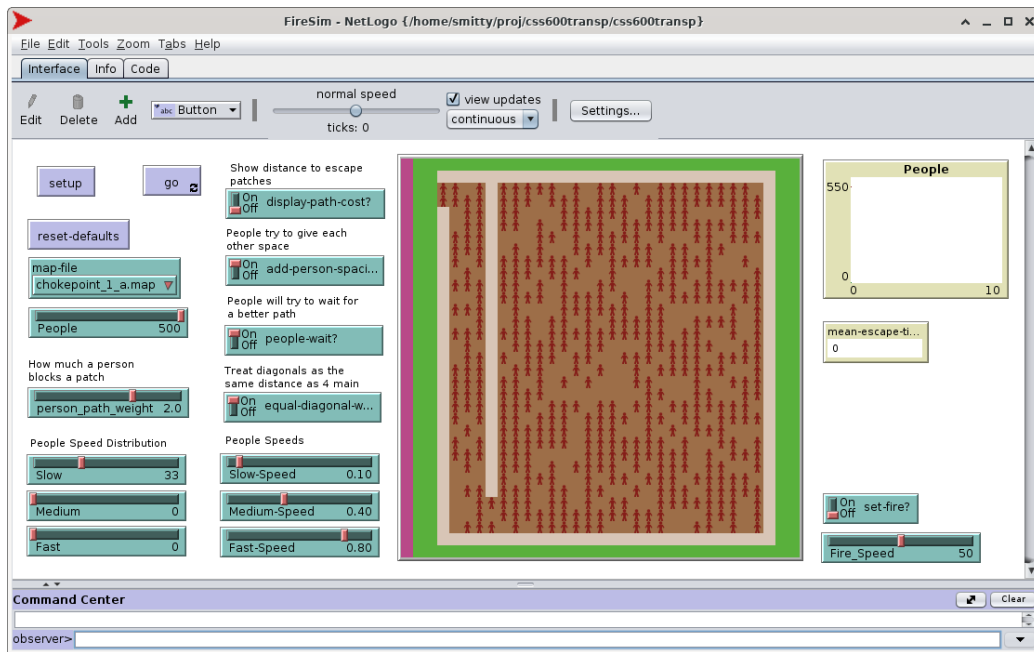 FireSim - NetLogo {/home/smitty/proj/css600transp/css600transp}
File Edit Tools Zoom Tabs Help
Interface Info Code
Edit Delete Add
abc Button
normal speed
ticks: 0
view updates
continuous
Settings...
setup
go
reset-defaults
map-file
chokepoint_1_a.map
People 500
How much a person
blocks a patch
person_path_weight 2.0
People Speed Distribution
Slow 33
Medium 0
Fast 0
Show distance to escape
patches
On
Off
display-path-cost?
People try to give each
other space
On
Off
add-person-spaci...
People will try to wait for
a better path
On
Off
people-wait?
Treat diagonals as the
same distance as 4 main
On
Off
equal-diagonal-w...
People Speeds
Slow-Speed 0.10
Medium-Speed 0.40
Fast-Speed 0.80
People
550
0
0 10
mean-escape-ti...
0
On
Off
set-fire?
Fire_Speed 50
Command Center
Clear
observer>